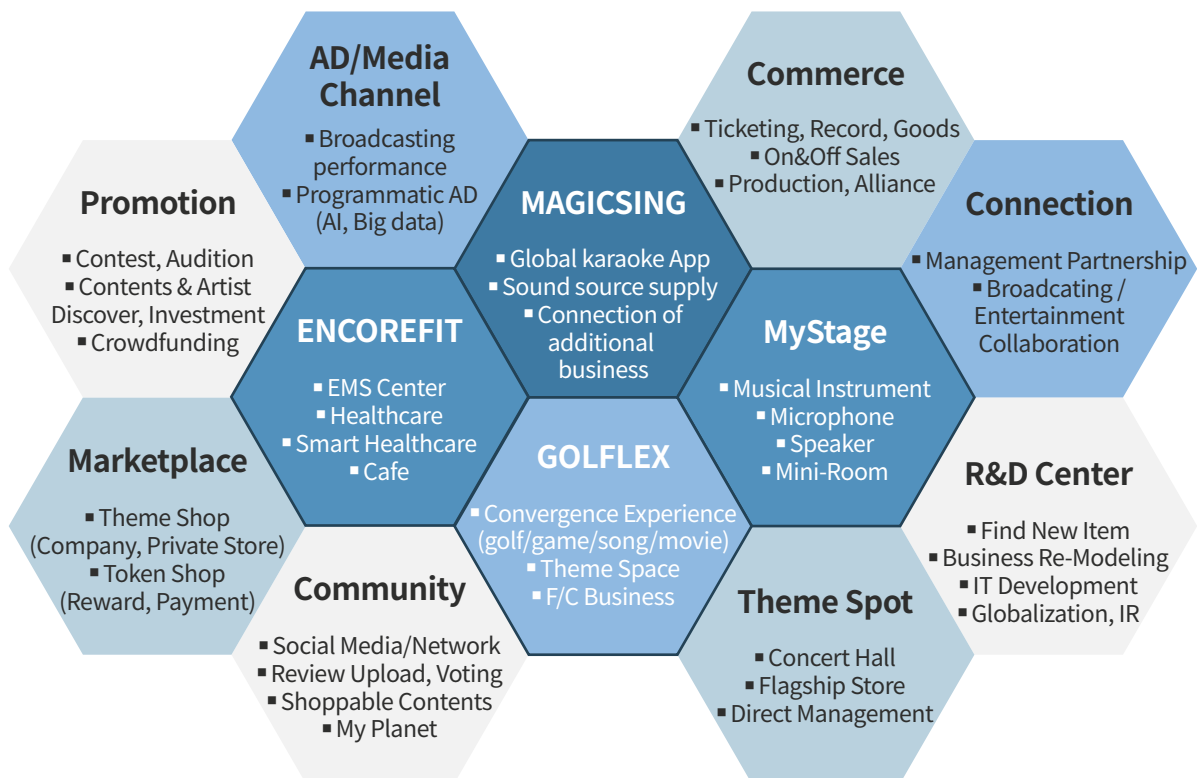 AD/Media
Channel
▪ Broadcasting
performance
▪ Programmatic AD
(AI, Big data)
Commerce
▪ Ticketing, Record, Goods
▪ On&Off Sales
▪ Production, Alliance
Promotion
▪ Contest, Audition
▪ Contents & Artist
Discover, Investment
▪ Crowdfunding
MAGICSING
▪ Global karaoke App
▪ Sound source supply
▪ Connection of
additional
business
Connection
▪ Management Partnership
▪ Broadcating /
Entertainment
Collaboration
ENCOREFIT
▪ EMS Center
▪ Healthcare
▪ Smart Healthcare
▪ Cafe
MyStage
▪ Musical Instrument
▪ Microphone
▪ Speaker
▪ Mini-Room
Marketplace
▪ Theme Shop
(Company, Private Store)
▪ Token Shop
(Reward, Payment)
GOLFLEX
▪ Convergence Experience
(golf/game/song/movie)
▪ Theme Space
▪ F/C Business
R&D Center
▪ Find New Item
▪ Business Re-Modeling
▪ IT Development
▪ Globalization, IR
Community
▪ Social Media/Network
▪ Review Upload, Voting
▪ Shoppable Contents
▪ My Planet
Theme Spot
▪ Concert Hall
▪ Flagship Store
▪ Direct Management